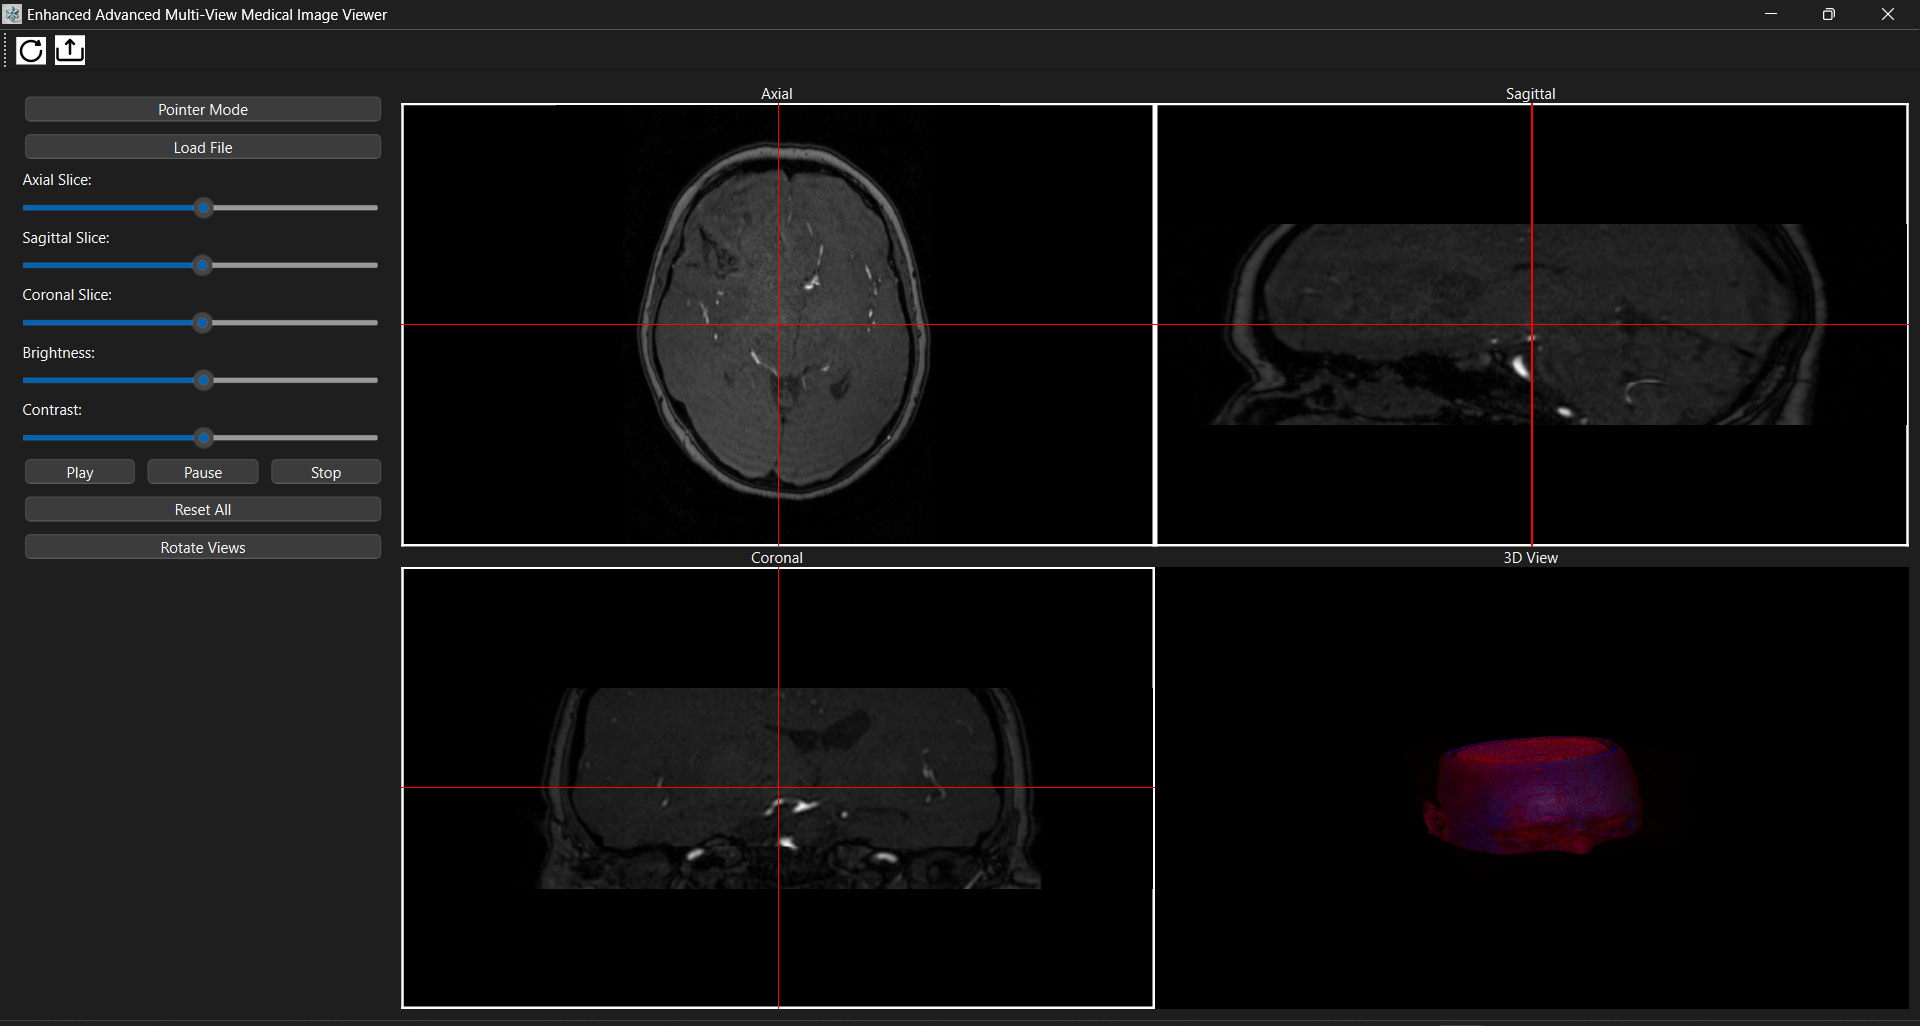 Enhanced Advanced Multi-View Medical Image Viewer
Pointer Mode
Load File
Axial Slice:
Sagittal Slice:
Coronal Slice:
Brightness:
Contrast:
Play Pause Stop
Reset All
Rotate Views
Axial
Sagittal
Coronal
3D View